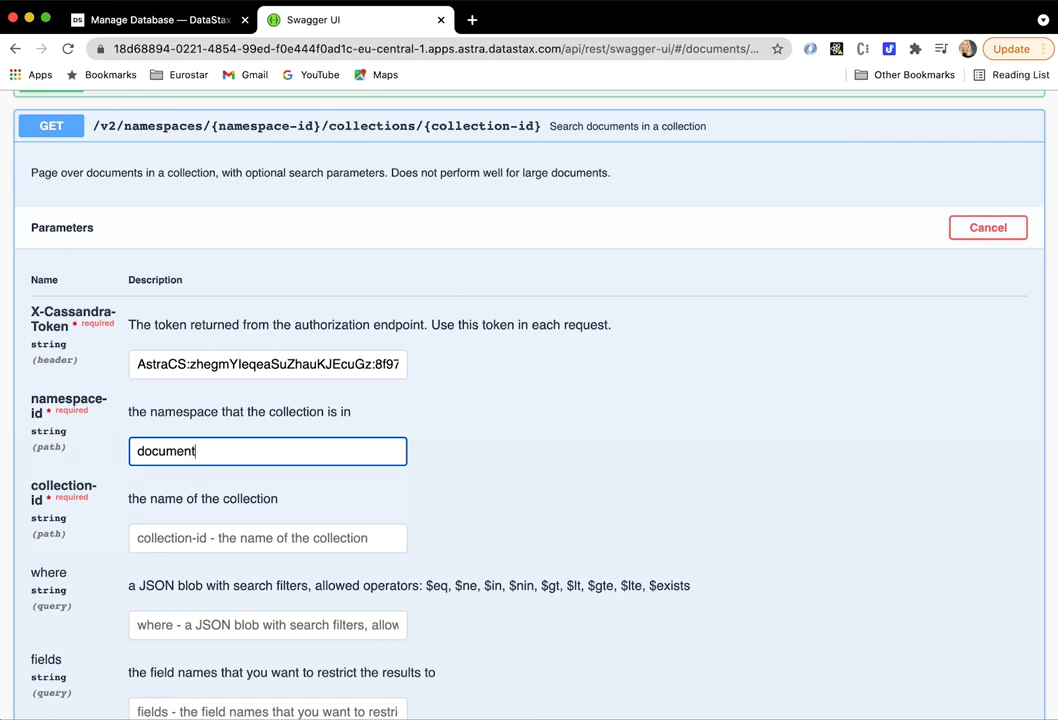 DS Manage Database — DataStax
Swagger UI
18d68894-0221-4854-99ed-f0e444f0ad1c-eu-central-1.apps.astra.datastax.com/api/rest/swagger-ui/#/documents/...
Update
Apps
Bookmarks
Eurostar
Gmail
YouTube
Maps
Other Bookmarks
Reading List
GET /v2/namespaces/{namespace-id}/collections/{collection-id} Search documents in a collection
Page over documents in a collection, with optional search parameters. Does not perform well for large documents.
Parameters
Cancel
Name
Description
X-Cassandra-
Token * required
string
(header)
The token returned from the authorization endpoint. Use this token in each request.
AstraCS:zhegmYIeqeaSuZhauKJEcuGz:8f97
namespace-
id * required
string
(path)
the namespace that the collection is in
document
collection-
id * required
string
(path)
the name of the collection
collection-id - the name of the collection
where
string
(query)
a JSON blob with search filters, allowed operators: $eq, $ne, $in, $nin, $gt, $lt, $gte, $lte, $exists
where - a JSON blob with search filters, allow
fields
string
(query)
the field names that you want to restrict the results to
fields - the field names that you want to restri